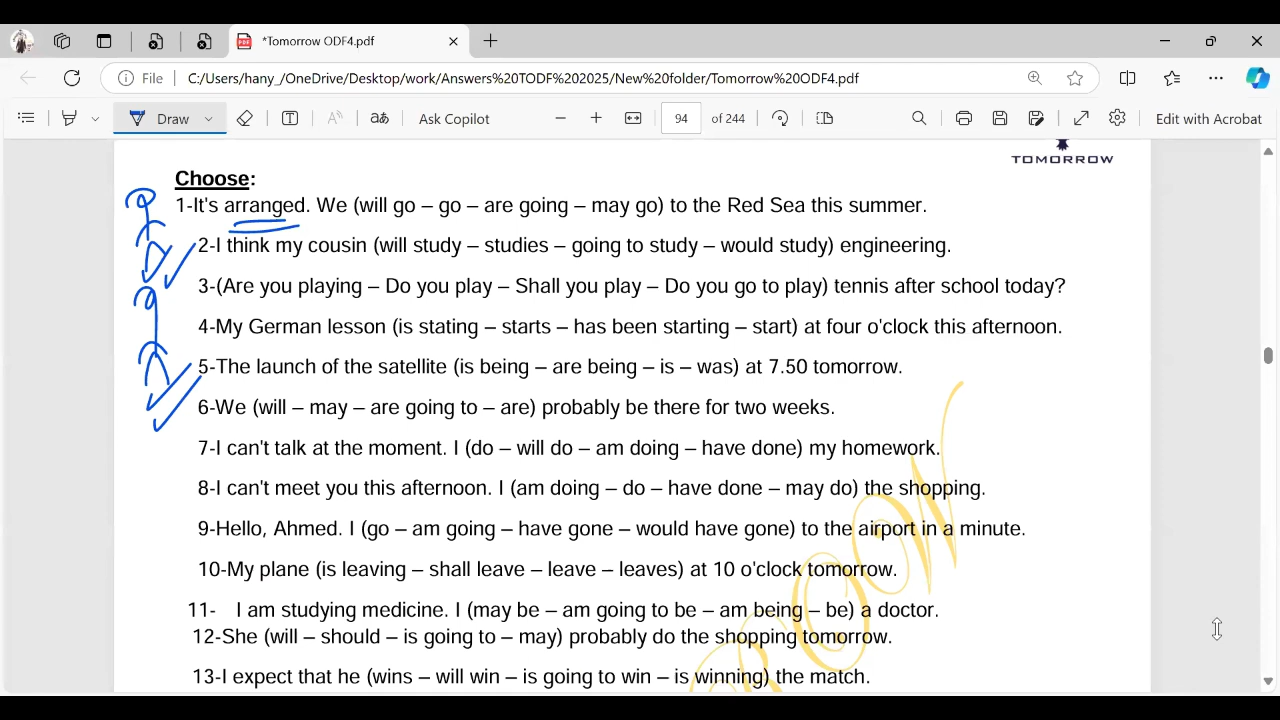 *Tomorrow ODF4.pdf
File C:/Users/hany_/OneDrive/Desktop/work/Answers%20TODF%202025/New%20folder/Tomorrow%20ODF4.pdf
Draw Ask Copilot 94 of 244 Edit with Acrobat
TOMORROW
Choose:
1-It's arranged. We (will go – go – are going – may go) to the Red Sea this summer.
2-I think my cousin (will study – studies – going to study – would study) engineering.
3-(Are you playing – Do you play – Shall you play – Do you go to play) tennis after school today?
4-My German lesson (is stating – starts – has been starting – start) at four o'clock this afternoon.
5-The launch of the satellite (is being – are being – is – was) at 7.50 tomorrow.
6-We (will – may – are going to – are) probably be there for two weeks.
7-I can't talk at the moment. I (do – will do – am doing – have done) my homework.
8-I can't meet you this afternoon. I (am doing – do – have done – may do) the shopping.
9-Hello, Ahmed. I (go – am going – have gone – would have gone) to the airport in a minute.
10-My plane (is leaving – shall leave – leave – leaves) at 10 o'clock tomorrow.
11- I am studying medicine. I (may be – am going to be – am being – be) a doctor.
12-She (will – should – is going to – may) probably do the shopping tomorrow.
13-I expect that he (wins – will win – is going to win – is winning) the match.